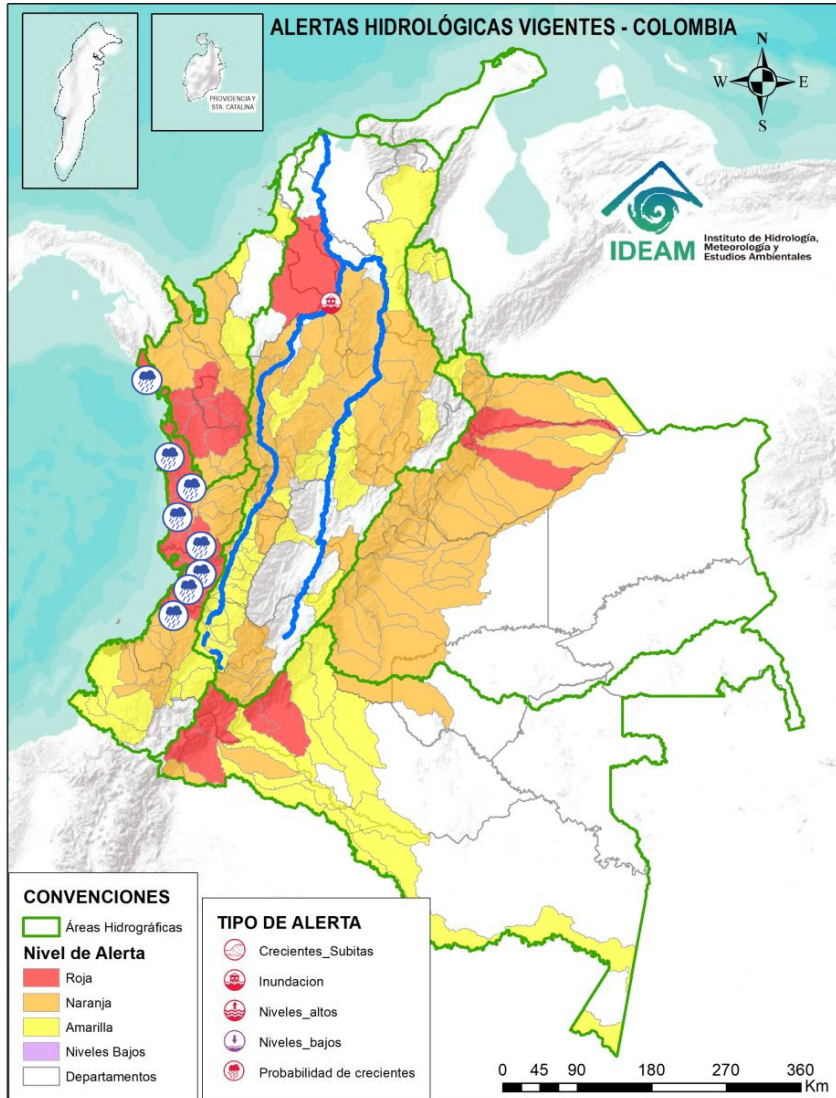 ALERTAS HIDROLÓGICAS VIGENTES - COLOMBIA
PROVIDENCIA Y
STA. CATALINA
N
W
E
S
IDEAM
Instituto de Hidrología,
Meteorología y
Estudios Ambientales
CONVENCIONES
Áreas Hidrográficas
Nivel de Alerta
Roja
Naranja
Amarilla
Niveles Bajos
Departamentos
TIPO DE ALERTA
Crecientes_Subitas
Inundacion
Niveles_altos
Niveles_bajos
Probabilidad de crecientes
0 45 90 180 270 360
Km